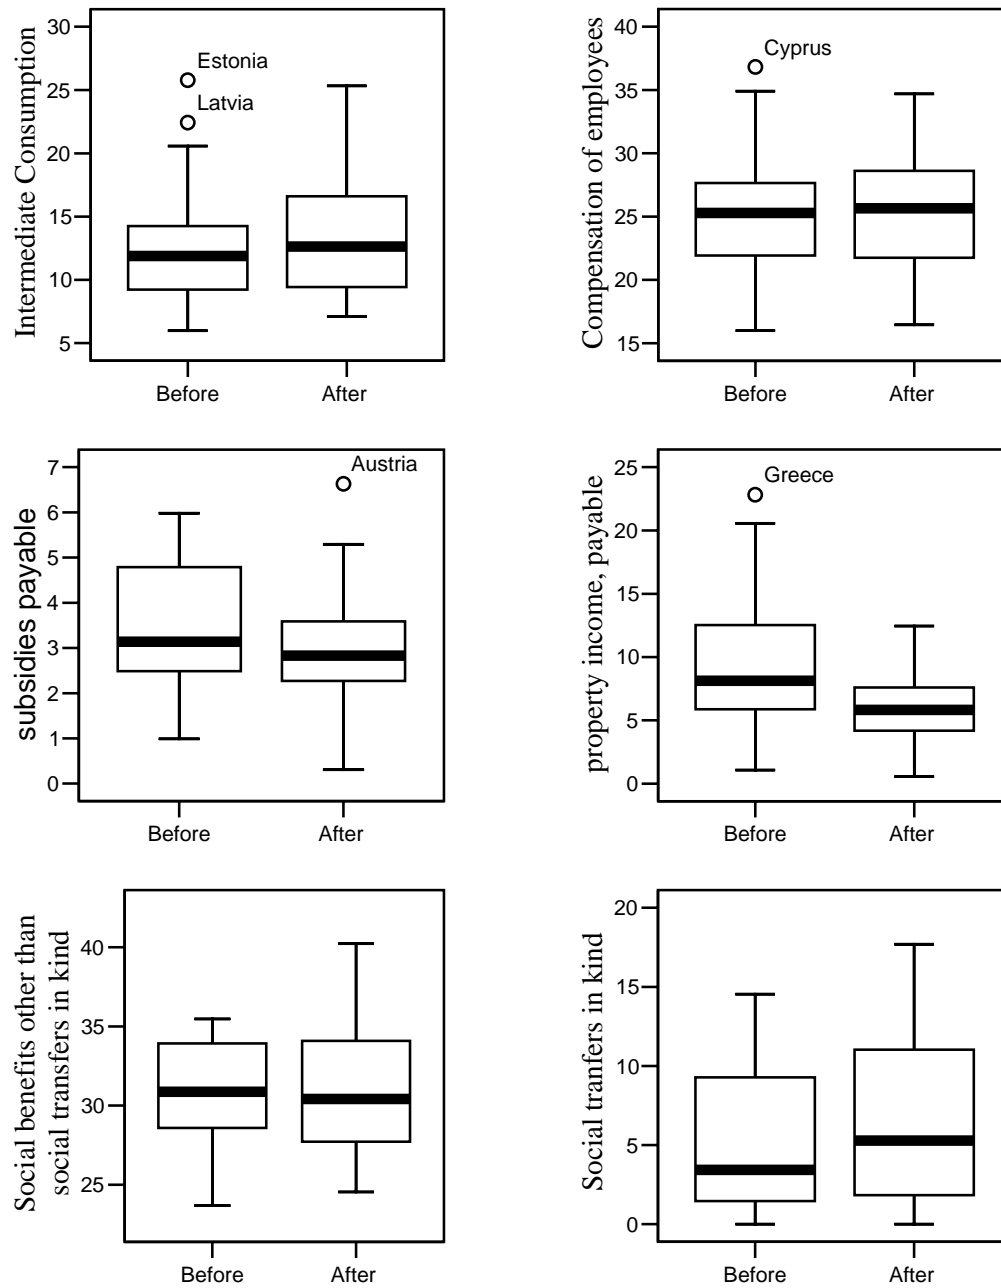 Intermediate Consumption
30
25
20
15
10
5
Estonia
Latvia
Before
After
Compensation of employees
40
35
30
25
20
15
Cyprus
Before
After
subsidies payable
7
6
5
4
3
2
1
0
Austria
Before
After
property income, payable
25
20
15
10
5
0
Greece
Before
After
Social benefits other than
social transfers in kind
40
35
30
25
Before
After
Social tranfers in kind
20
15
10
5
0
Before
After